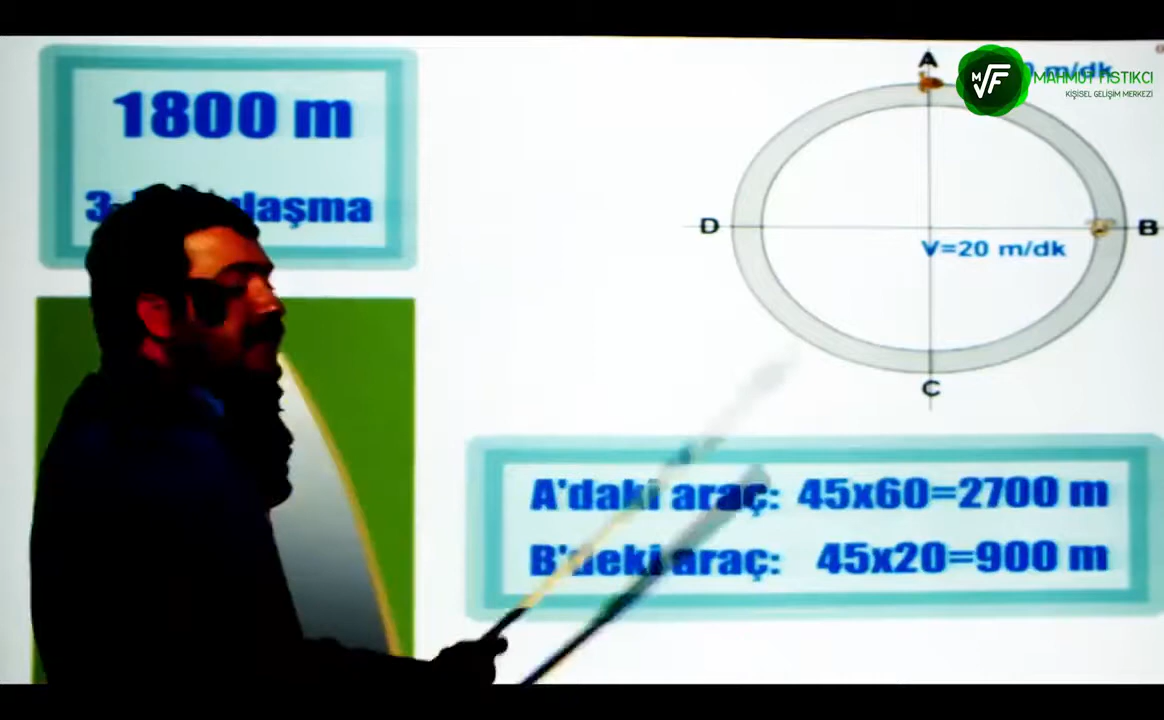 1800 m
A
m/dk
MAHMUT FISTIKCI
KİŞİSEL GELİŞİM MERKEZİ
D
B
V=20 m/dk
C
A'daki araç: 45x60=2700 m
B'deki araç: 45x20=900 m